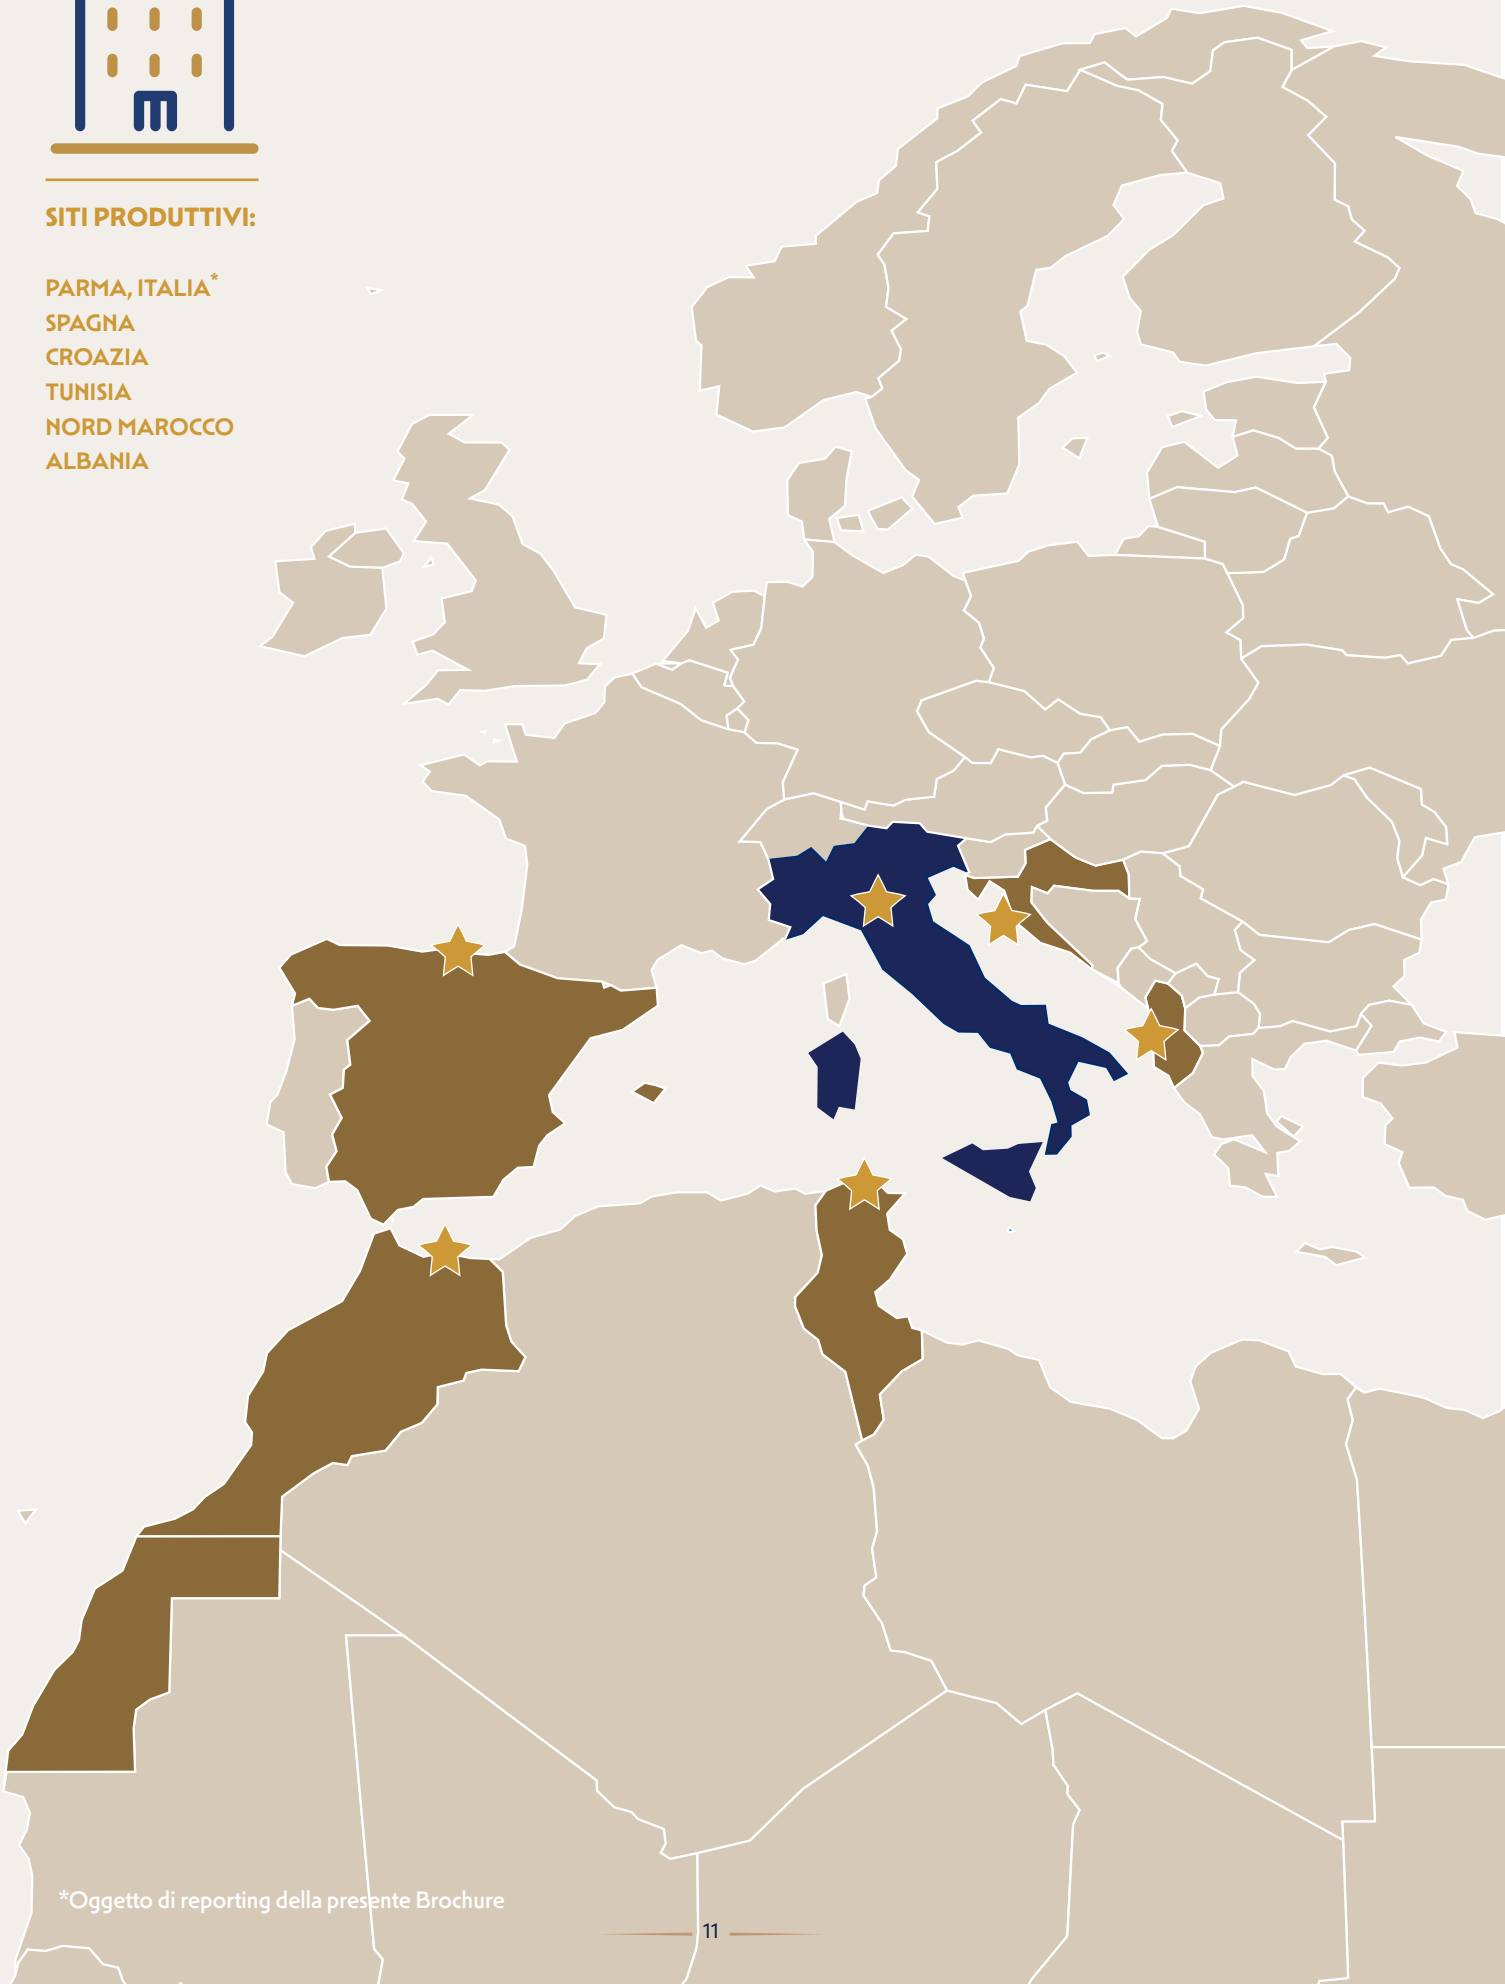 SITI PRODUTTIVI:
PARMA, ITALIA*
SPAGNA
CROAZIA
TUNISIA
NORD MAROCCO
ALBANIA
*Oggetto di reporting della presente Brochure
11